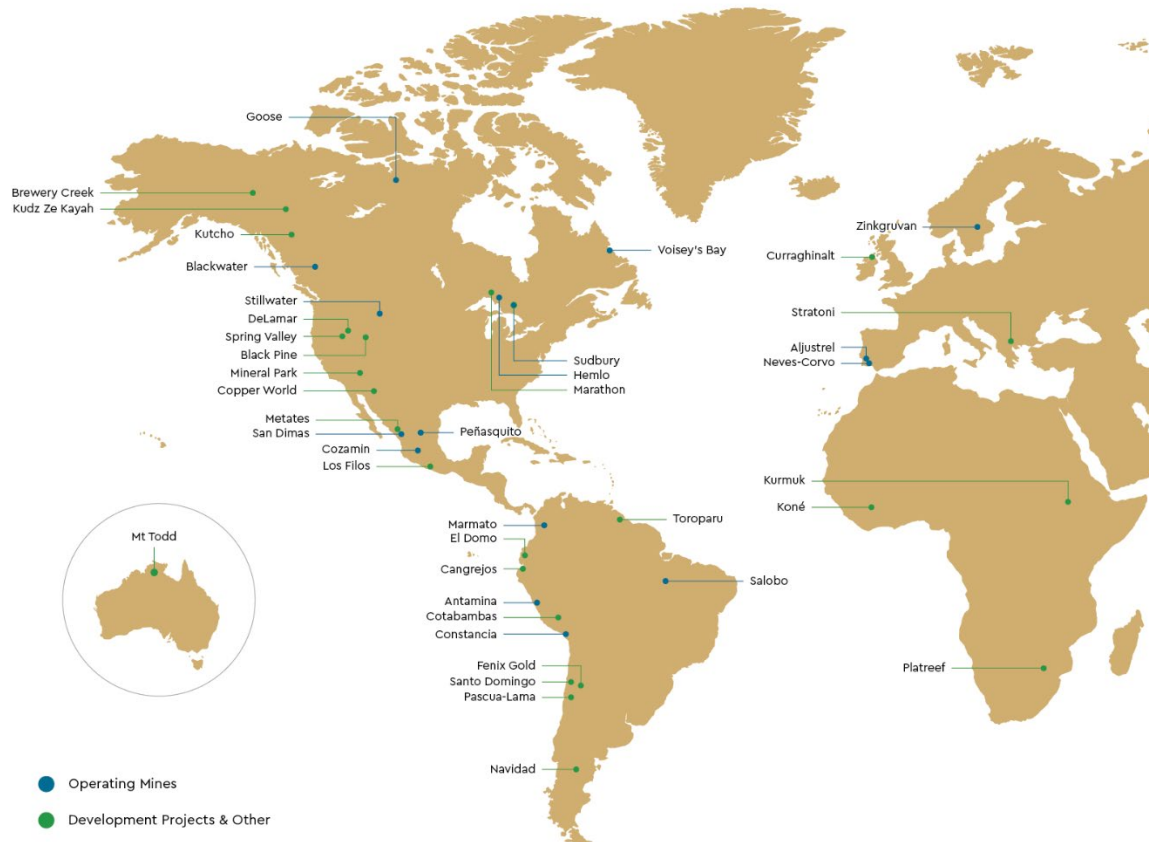 Goose
Brewery Creek
Kudz Ze Kayah
Kutcho
Blackwater
Stillwater
DeLamar
Spring Valley
Black Pine
Mineral Park
Copper World
Metates
San Dimas
Cozamin
Los Filos
Peñasquito
Voisey's Bay
Sudbury
Hemlo
Marathon
Zinkgruvan
Curraghinalt
Stratoni
Aljustrel
Neves-Corvo
Kurmuk
Koné
Platreef
Mt Todd
Marmato
El Domo
Cangrejos
Toroparu
Salobo
Antamina
Cotabambas
Constancia
Fenix Gold
Santo Domingo
Pascua-Lama
Navidad
Operating Mines
Development Projects & Other